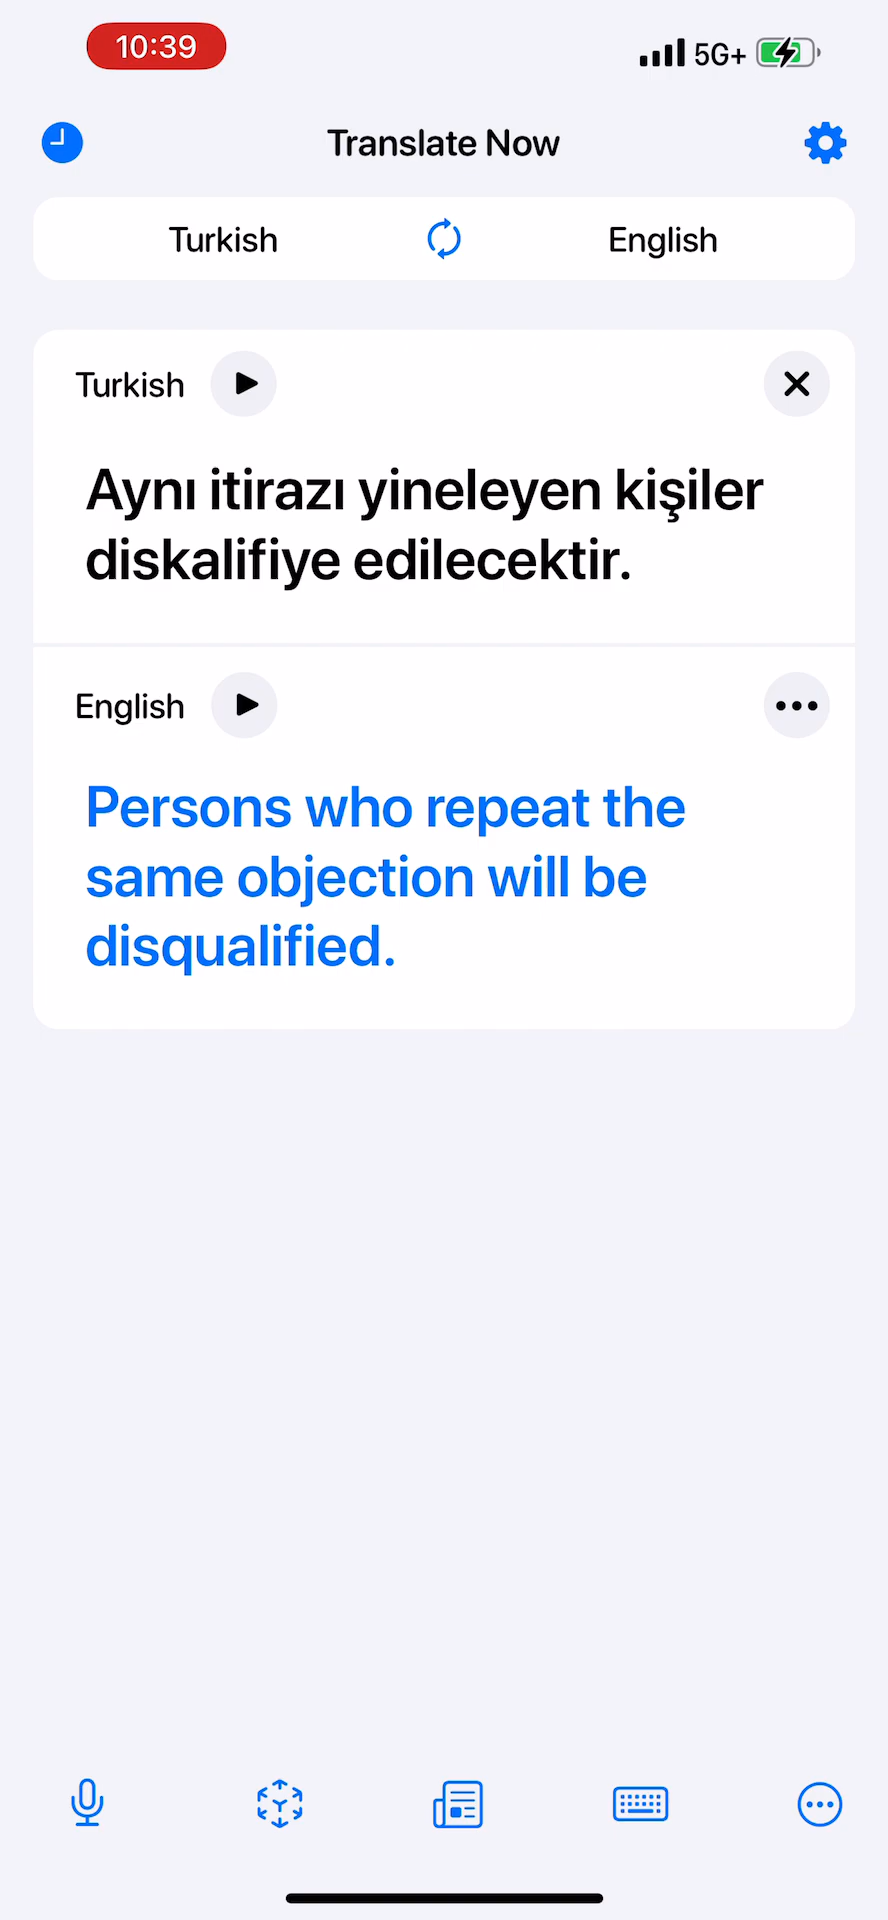 10:39
5G+
Translate Now
Turkish
English
Turkish
Aynı itirazı yineleyen kişiler
diskalifiye edilecektir.
English
Persons who repeat the
same objection will be
disqualified.